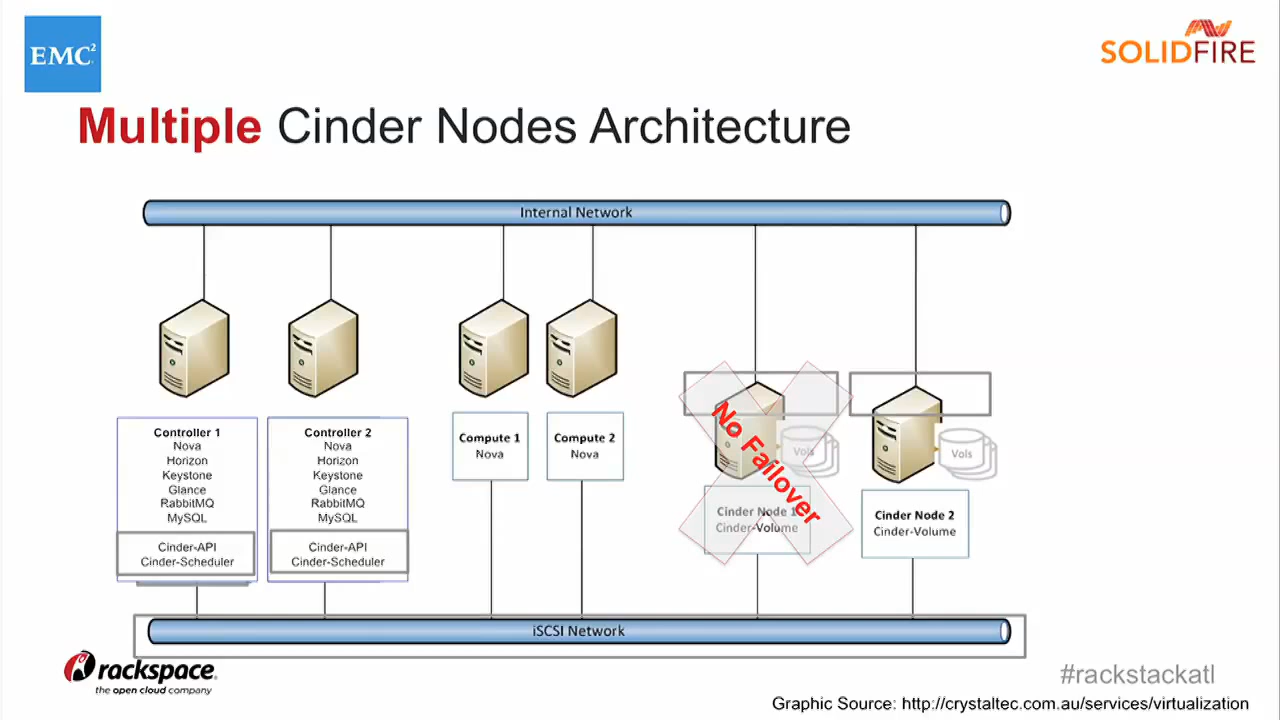 EMC²
SOLIDFIRE
Multiple Cinder Nodes Architecture
Internal Network
Controller 1
Nova
Horizon
Keystone
Glance
RabbitMQ
MySQL
Cinder-API
Cinder-Scheduler
Controller 2
Nova
Horizon
Keystone
Glance
RabbitMQ
MySQL
Cinder-API
Cinder-Scheduler
Compute 1
Nova
Compute 2
Nova
No Failover
Vols
Cinder Node 1
Cinder-Volume
Vols
Cinder Node 2
Cinder-Volume
iSCSI Network
rackspace.
the open cloud company
#rackstackatl
Graphic Source: http://crystaltec.com.au/services/virtualization